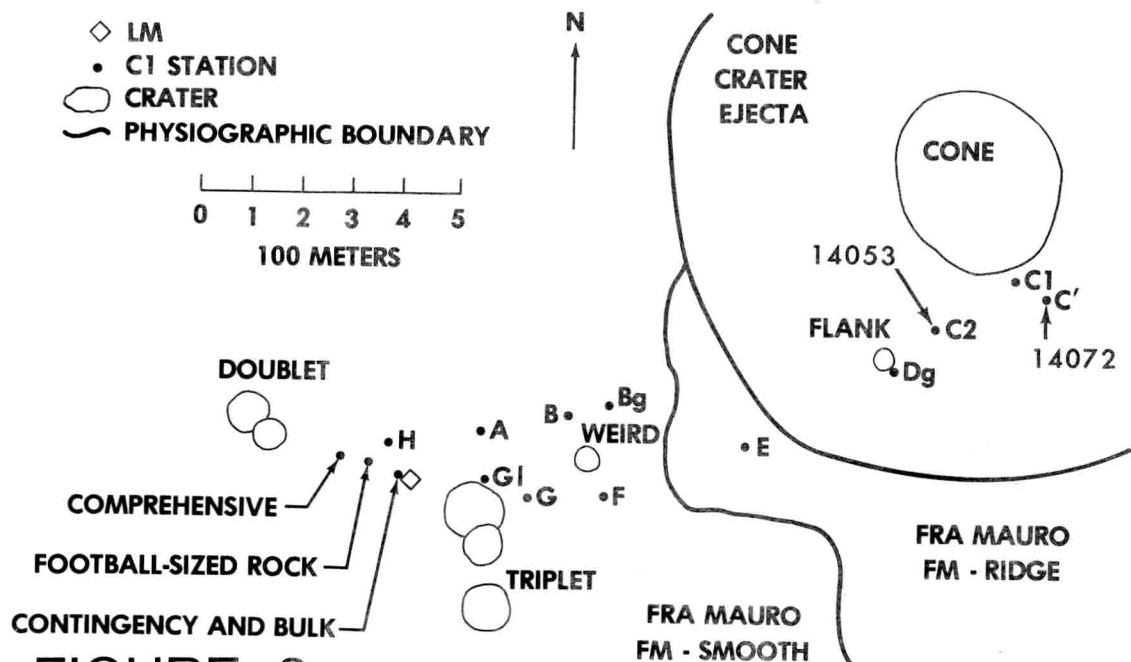 LM
C1 STATION
CRATER
PHYSIOGRAPHIC BOUNDARY
0 1 2 3 4 5
100 METERS
N
CONE
CRATER
EJECTA
CONE
14053
C1
C'
C2
14072
FLANK
Dg
DOUBLET
H
A
B
Bg
WEIRD
E
G1
G
F
COMPREHENSIVE
FOOTBALL-SIZED ROCK
CONTINGENCY AND BULK
TRIPLET
FRA MAURO
FM - RIDGE
FRA MAURO
FM - SMOOTH